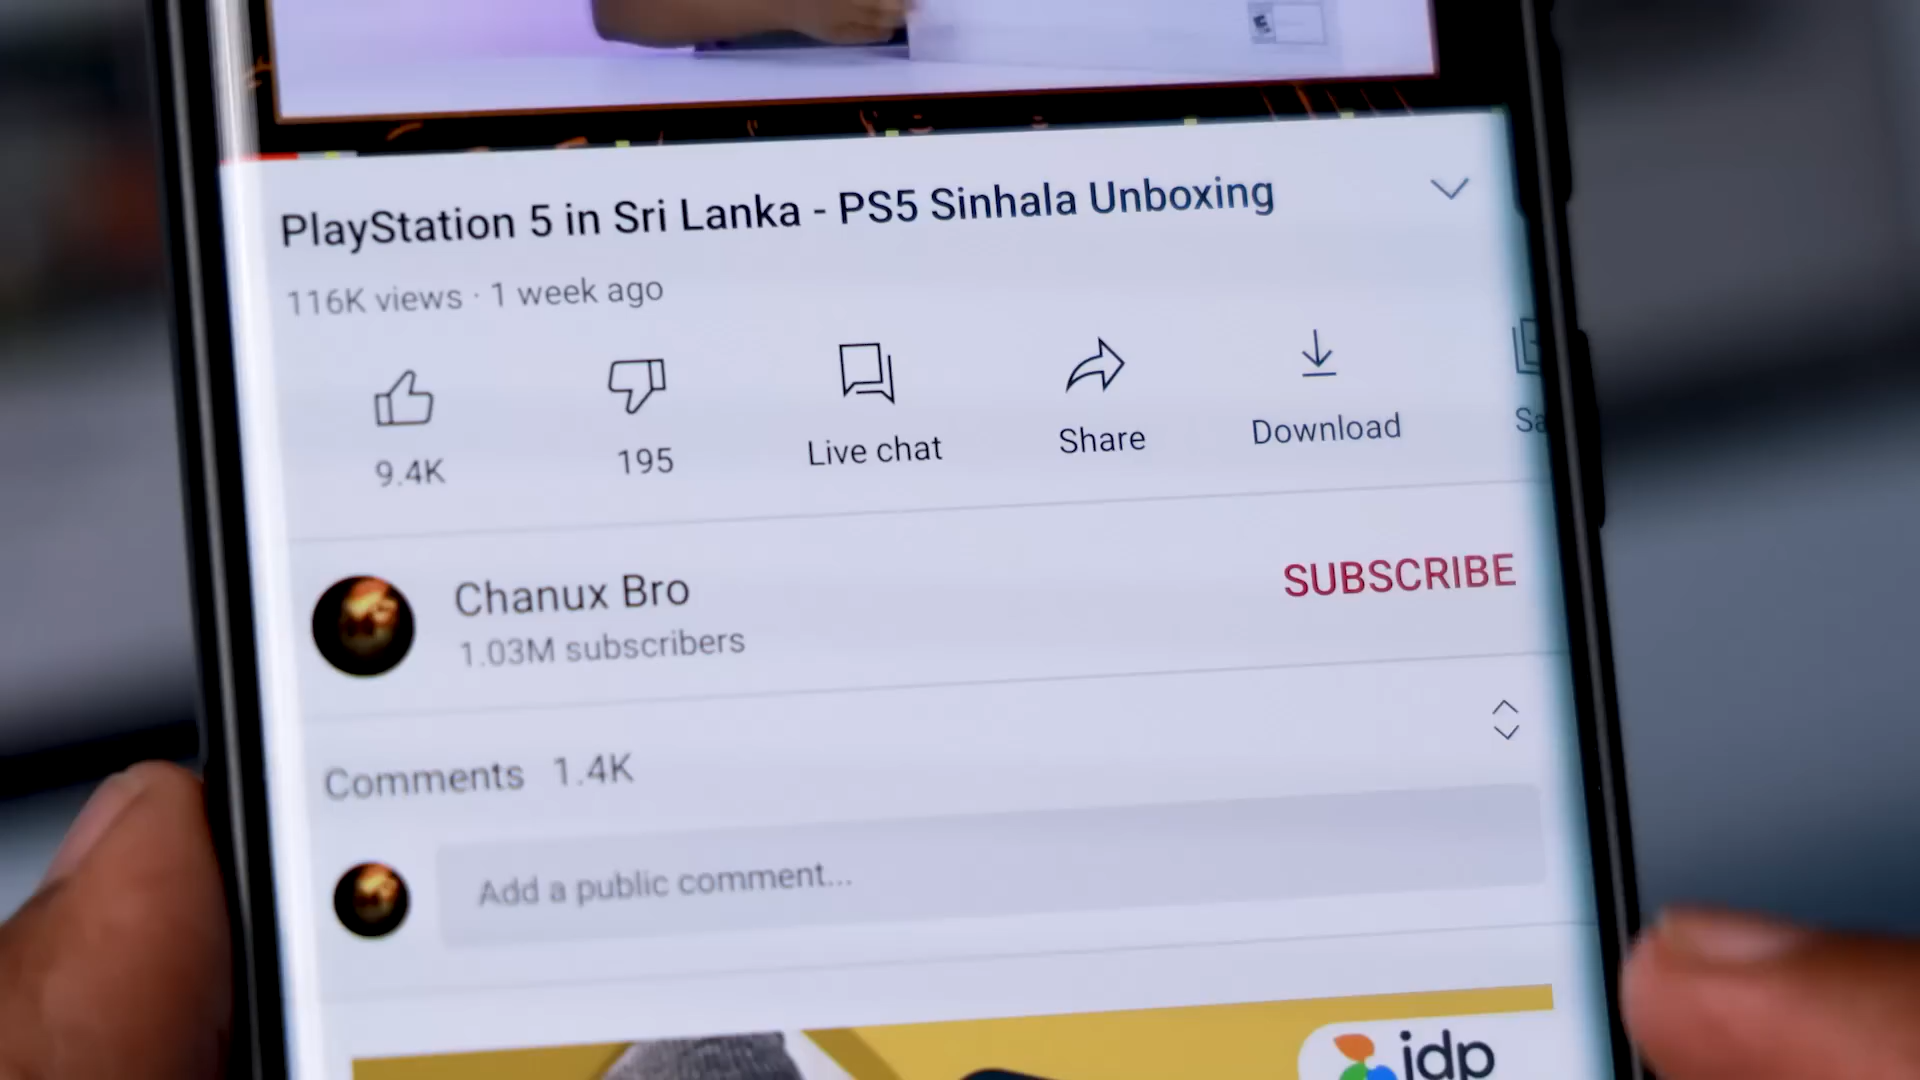 PlayStation 5 in Sri Lanka - PS5 Sinhala Unboxing
116K views · 1 week ago
9.4K
195
Live chat
Share
Download
Sa
Chanux Bro
1.03M subscribers
SUBSCRIBE
Comments 1.4K
Add a public comment...
idp